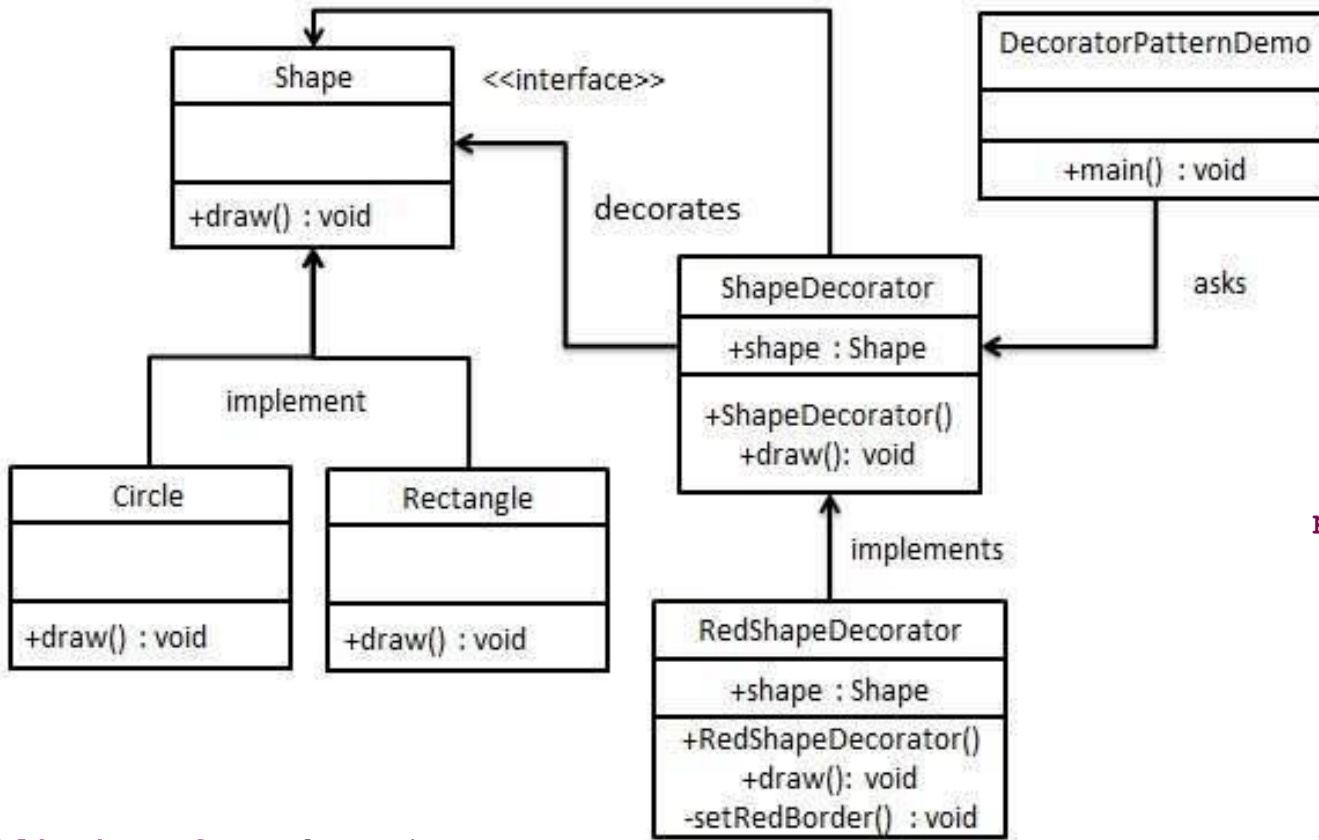 Shape
<<interface>>
+draw() : void
DecoratorPatternDemo
+main() : void
decorates
asks
ShapeDecorator
+shape : Shape
+ShapeDecorator()
+draw(): void
implement
Circle
+draw() : void
Rectangle
+draw() : void
implements
RedShapeDecorator
+shape : Shape
+RedShapeDecorator()
+draw(): void
-setRedBorder() : void